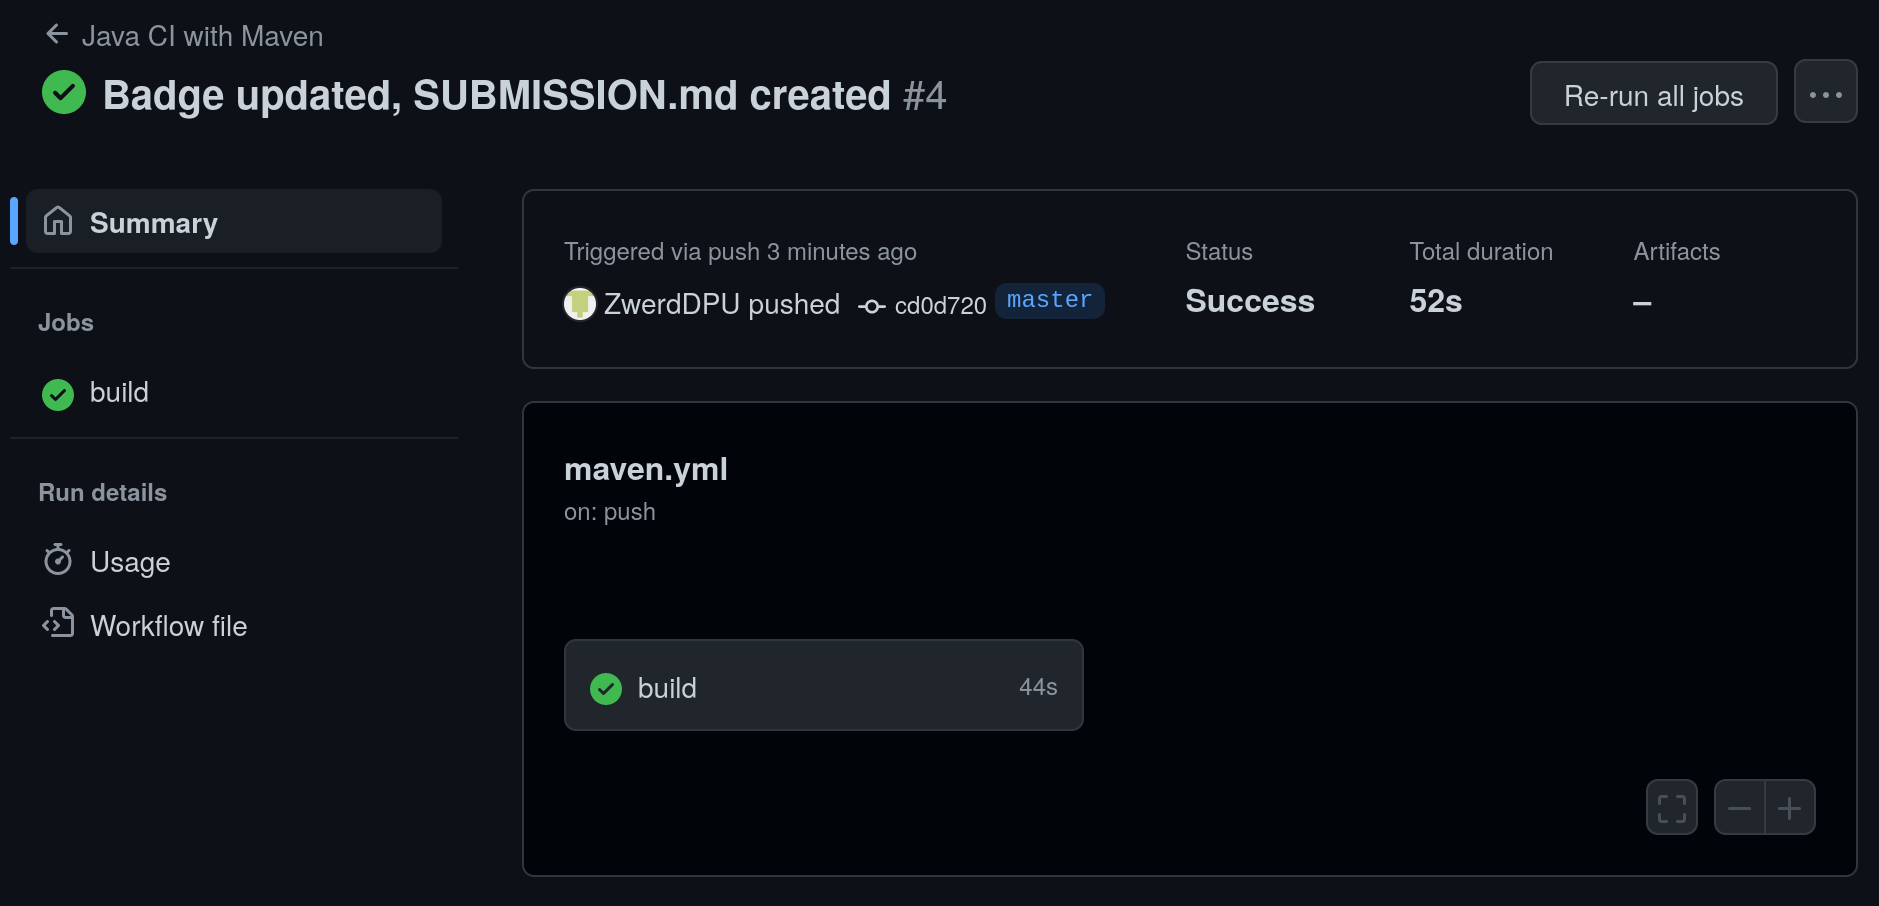 Java CI with Maven
Badge updated, SUBMISSION.md created #4
Re-run all jobs
Summary
Jobs
build
Run details
Usage
Workflow file
Triggered via push 3 minutes ago
ZwerdDPU pushed cd0d720 master
Status
Success
Total duration
52s
Artifacts
–
maven.yml
on: push
build 44s